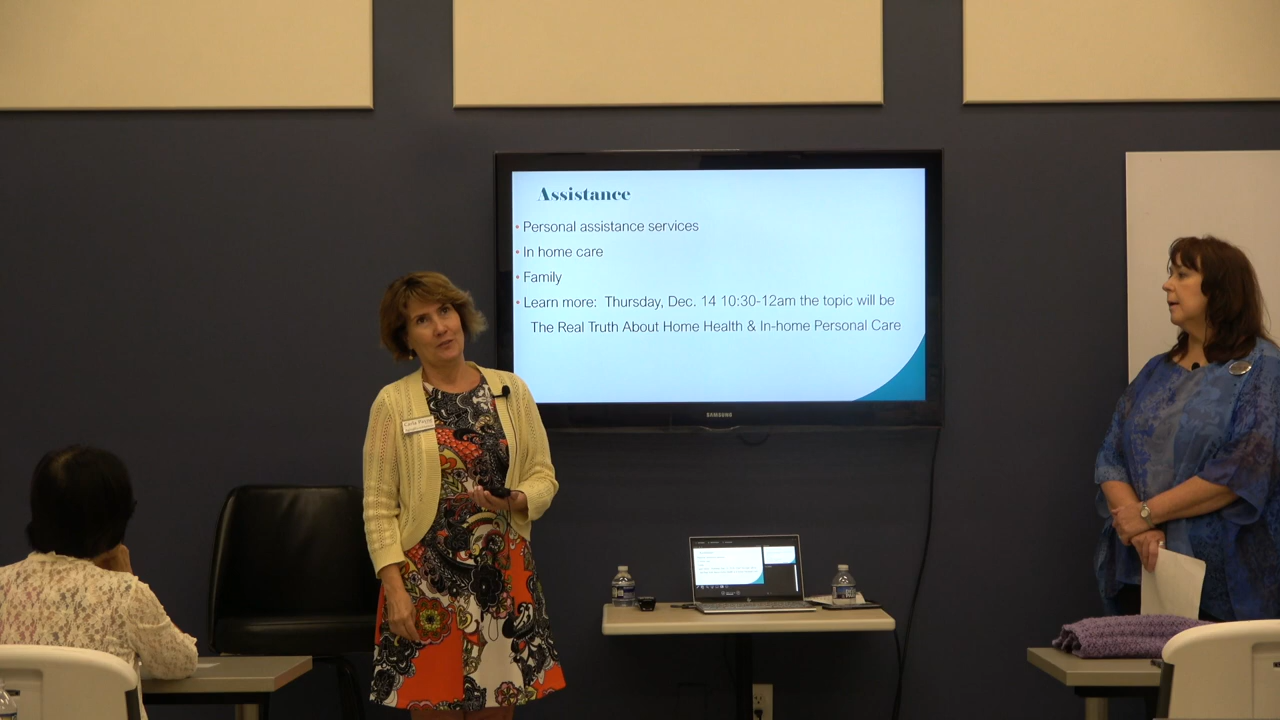 Assistance
• Personal assistance services
• In home care
• Family
• Learn more: Thursday, Dec. 14 10:30-12am the topic will be
The Real Truth About Home Health & In-home Personal Care
SAMSUNG